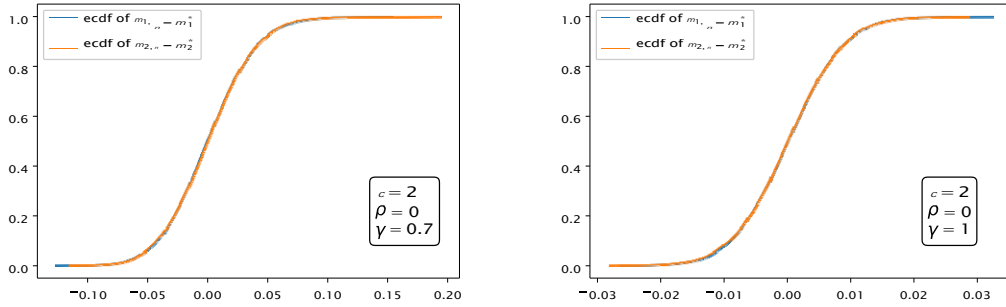 1.0
0.8
0.6
0.4
0.2
0.0
ecdf of m1, n − m1*
ecdf of m2, n − m2*
c = 2
ρ = 0
γ = 0.7
−0.10 −0.05 0.00 0.05 0.10 0.15 0.20
1.0
0.8
0.6
0.4
0.2
0.0
ecdf of m1, n − m1*
ecdf of m2, n − m2*
c = 2
ρ = 0
γ = 1
−0.03 −0.02 −0.01 0.00 0.01 0.02 0.03